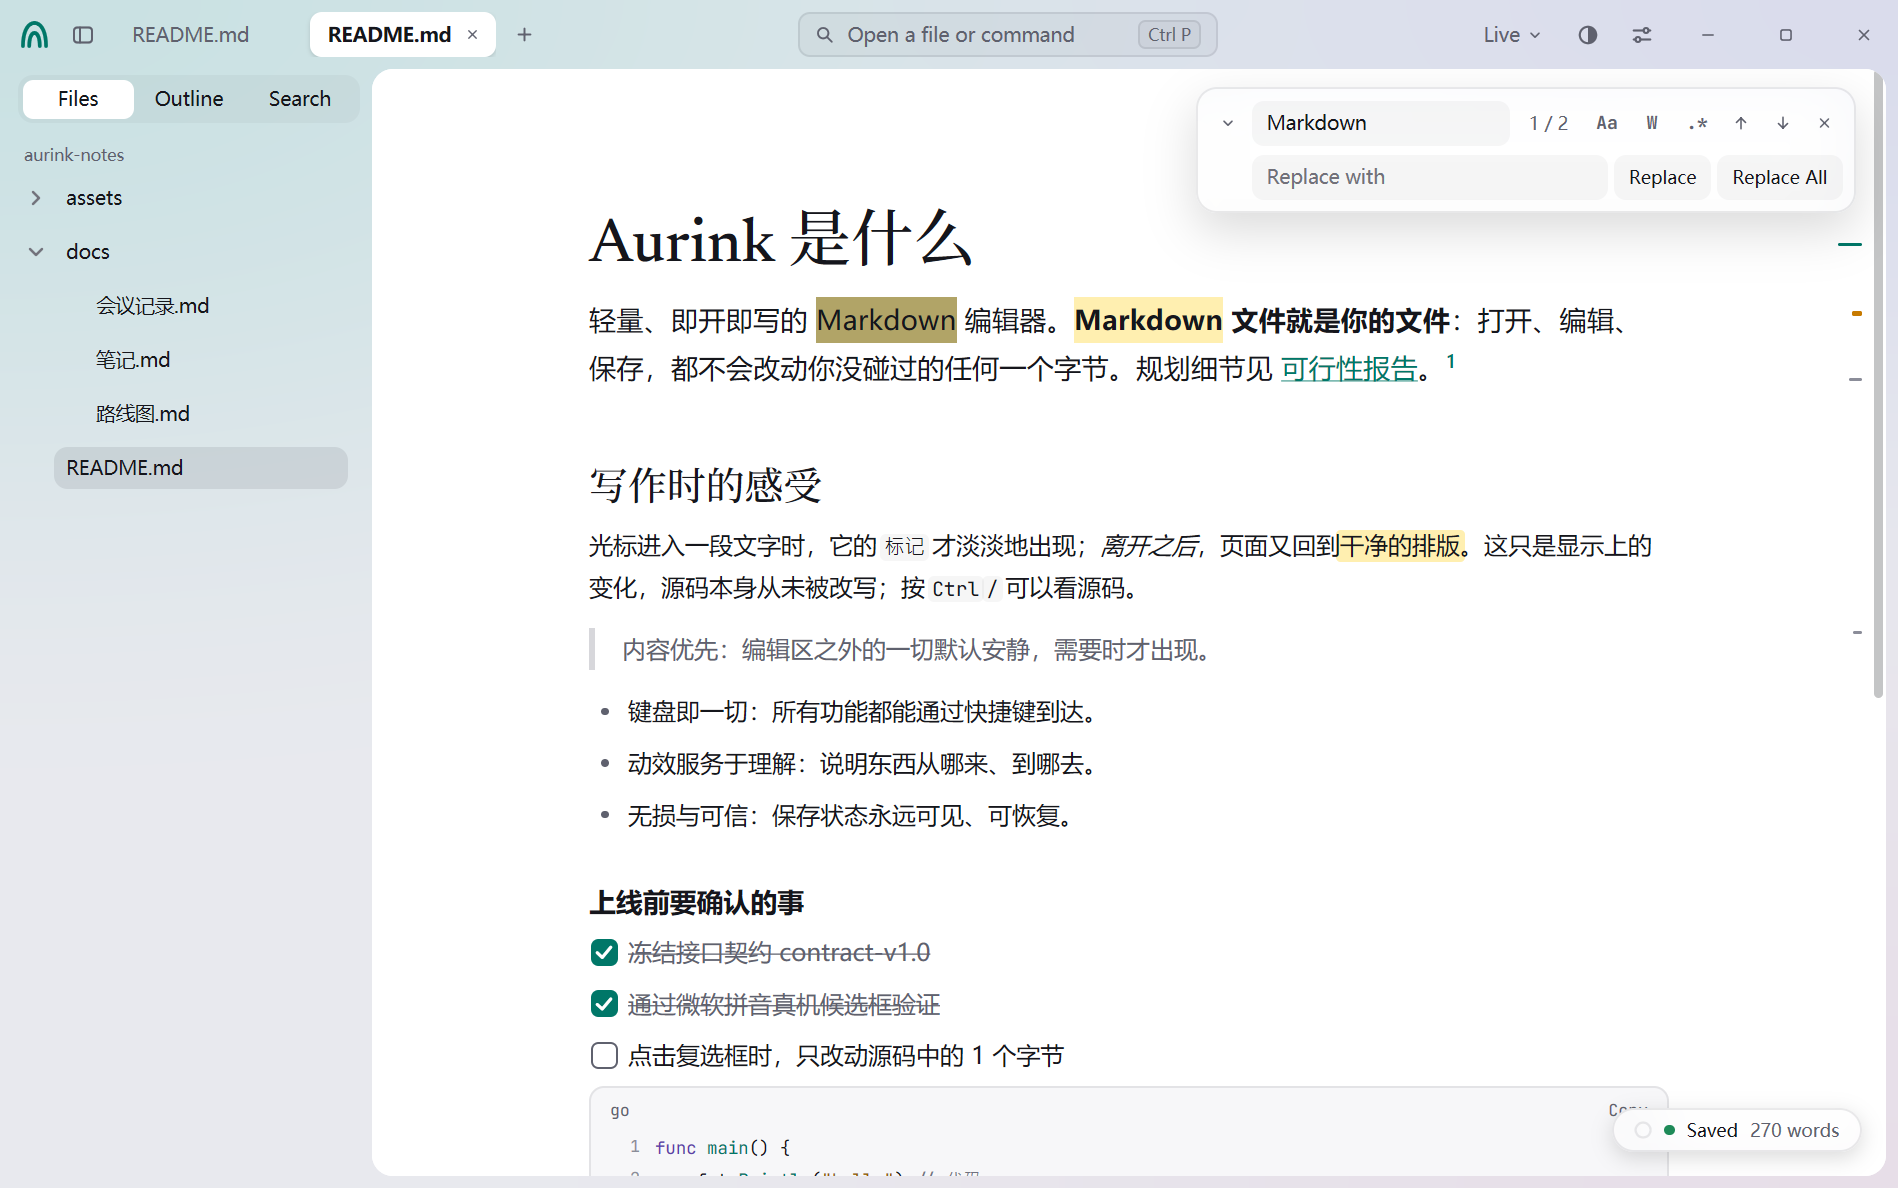 README.md
README.md
Open a file or command
Ctrl P
Live
Files
Outline
Search
aurink-notes
assets
docs
会议记录.md
笔记.md
路线图.md
README.md
Markdown
1 / 2
Aa
W
.*
Replace with
Replace
Replace All
Aurink 是什么
轻量、即开即写的 Markdown 编辑器。Markdown 文件就是你的文件：打开、编辑、
保存，都不会改动你没碰过的任何一个字节。规划细节见 可行性报告。1
写作时的感受
光标进入一段文字时，它的 标记 才淡淡地出现；离开之后，页面又回到干净的排版。这只是显示上的
变化，源码本身从未被改写；按 Ctrl / 可以看源码。
内容优先：编辑区之外的一切默认安静，需要时才出现。
键盘即一切：所有功能都能通过快捷键到达。
动效服务于理解：说明东西从哪来、到哪去。
无损与可信：保存状态永远可见、可恢复。
上线前要确认的事
冻结接口契约 contract-v1.0
通过微软拼音真机候选框验证
点击复选框时，只改动源码中的 1 个字节
go
1 func main() {
Saved 270 words